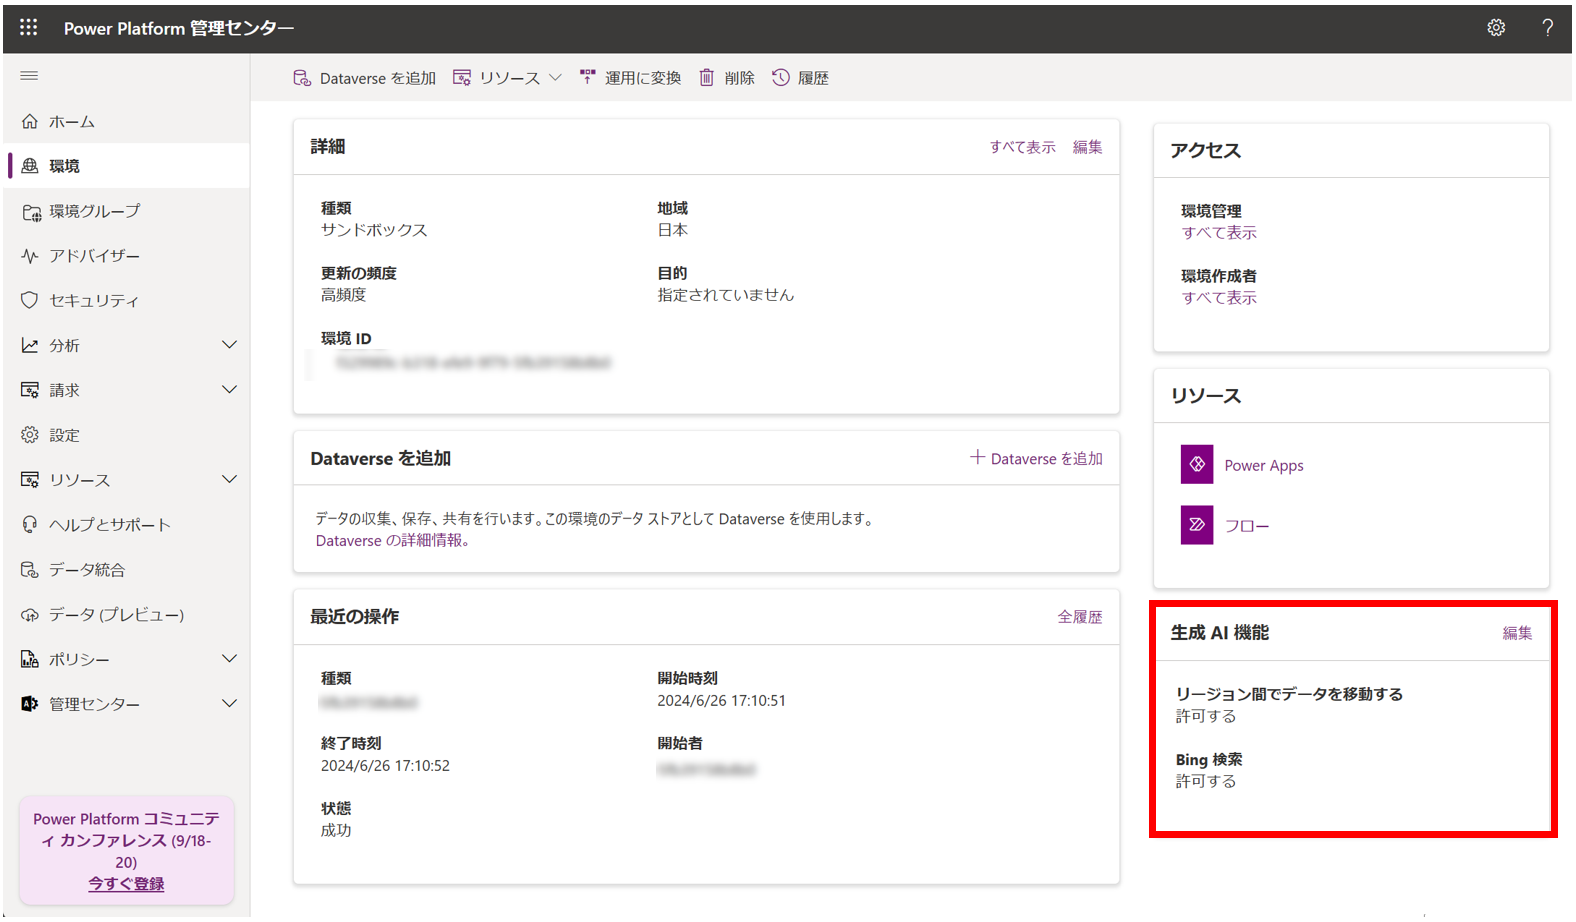 Power Platform 管理センター
?
Dataverse を追加
リソース
運用に変換
削除
履歴
ホーム
環境
環境グループ
アドバイザー
セキュリティ
分析
請求
設定
リソース
ヘルプとサポート
データ統合
データ (プレビュー)
ポリシー
管理センター
Power Platform コミュニテ
ィ カンファレンス (9/18-
20)
今すぐ登録
詳細
すべて表示
編集
種類
サンドボックス
地域
日本
更新の頻度
高頻度
目的
指定されていません
環境 ID
Dataverse を追加
Dataverse を追加
データの収集、保存、共有を行います。この環境のデータ ストアとして Dataverse を使用します。
Dataverse の詳細情報。
最近の操作
全履歴
種類
開始時刻
2024/6/26 17:10:51
終了時刻
2024/6/26 17:10:52
開始者
状態
成功
アクセス
環境管理
すべて表示
環境作成者
すべて表示
リソース
Power Apps
フロー
生成 AI 機能
編集
リージョン間でデータを移動する
許可する
Bing 検索
許可する